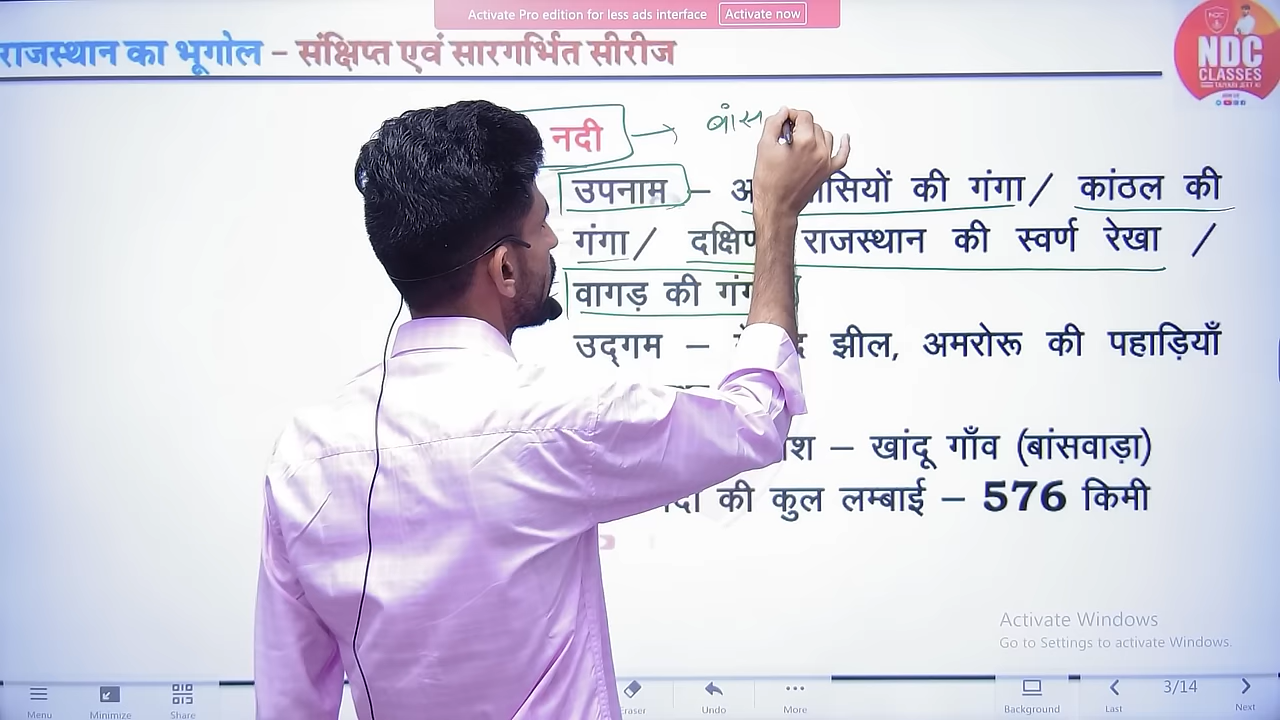 Activate Pro edition for less ads interface Activate now
राजस्थान का भूगोल – संक्षिप्त एवं सारगर्भित सीरीज
NDC
CLASSES
नदी → बांस
उपनाम – की गंगा/ कांठल की
गंगा/ राजस्थान की स्वर्ण रेखा /
वागड़ की
उद्गम – झील, अमरोरू की पहाड़ियाँ
– खांदू गाँव (बांसवाड़ा)
की कुल लम्बाई – 576 किमी
Activate Windows
Go to Settings to activate Windows.
Menu Minimize Share Undo More Background Last 3/14 Next